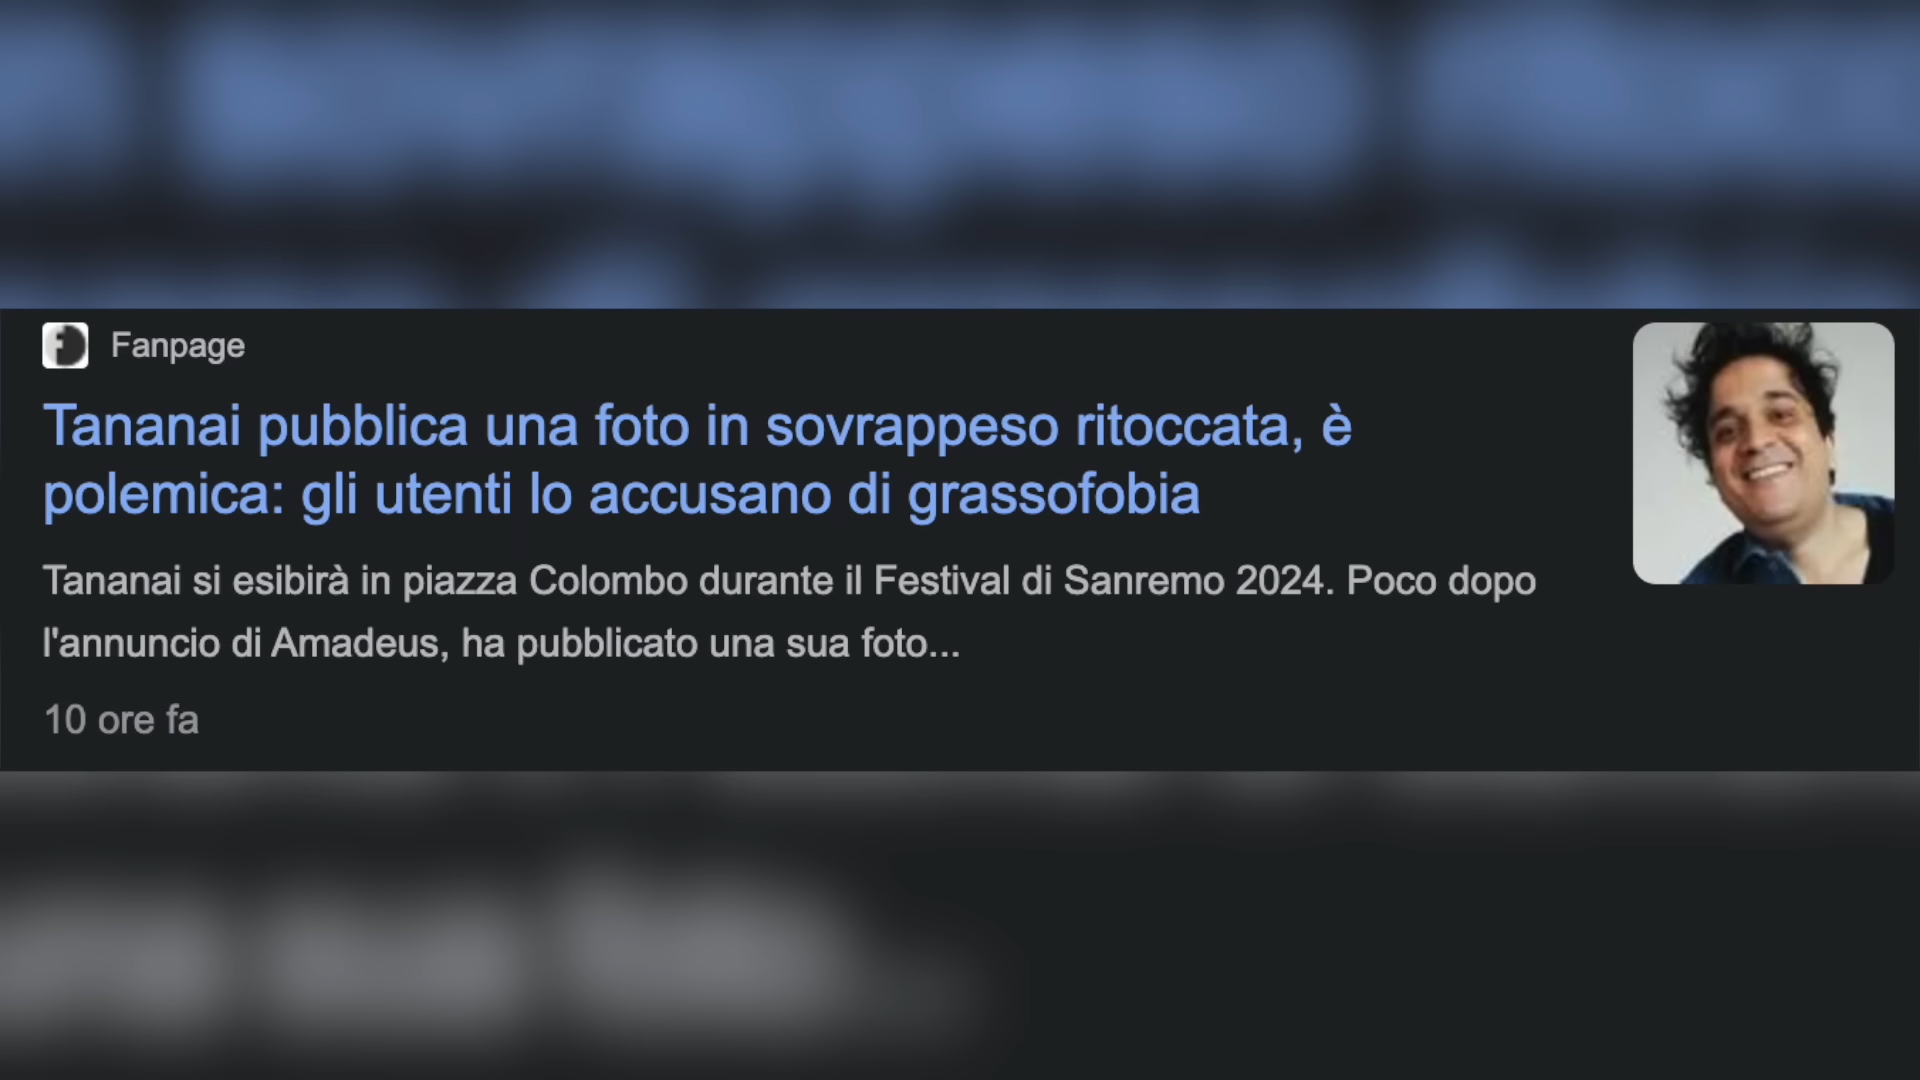 Fanpage
Tananai pubblica una foto in sovrappeso ritoccata, è
polemica: gli utenti lo accusano di grassofobia
Tananai si esibirà in piazza Colombo durante il Festival di Sanremo 2024. Poco dopo
l'annuncio di Amadeus, ha pubblicato una sua foto...
10 ore fa